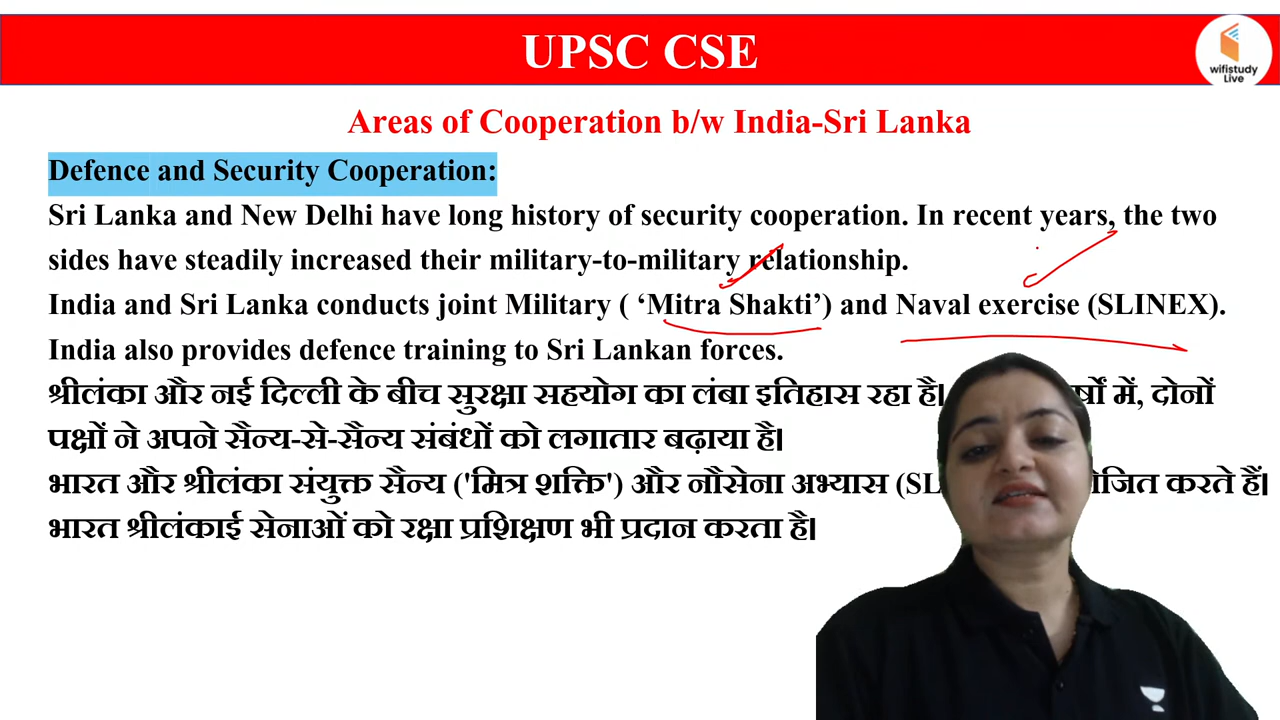 UPSC CSE
wifistudy
Live
Areas of Cooperation b/w India-Sri Lanka
Defence and Security Cooperation:
Sri Lanka and New Delhi have long history of security cooperation. In recent years, the two
sides have steadily increased their military-to-military relationship.
India and Sri Lanka conducts joint Military ( ‘Mitra Shakti’) and Naval exercise (SLINEX).
India also provides defence training to Sri Lankan forces.
श्रीलंका और नई दिल्ली के बीच सुरक्षा सहयोग का लंबा इतिहास रहा है। में, दोनों
पक्षों ने अपने सैन्य-से-सैन्य संबंधों को लगातार बढ़ाया है।
भारत और श्रीलंका संयुक्त सैन्य ('मित्र शक्ति') और नौसेना अभ्यास करते हैं।
भारत श्रीलंकाई सेनाओं को रक्षा प्रशिक्षण भी प्रदान करता है।